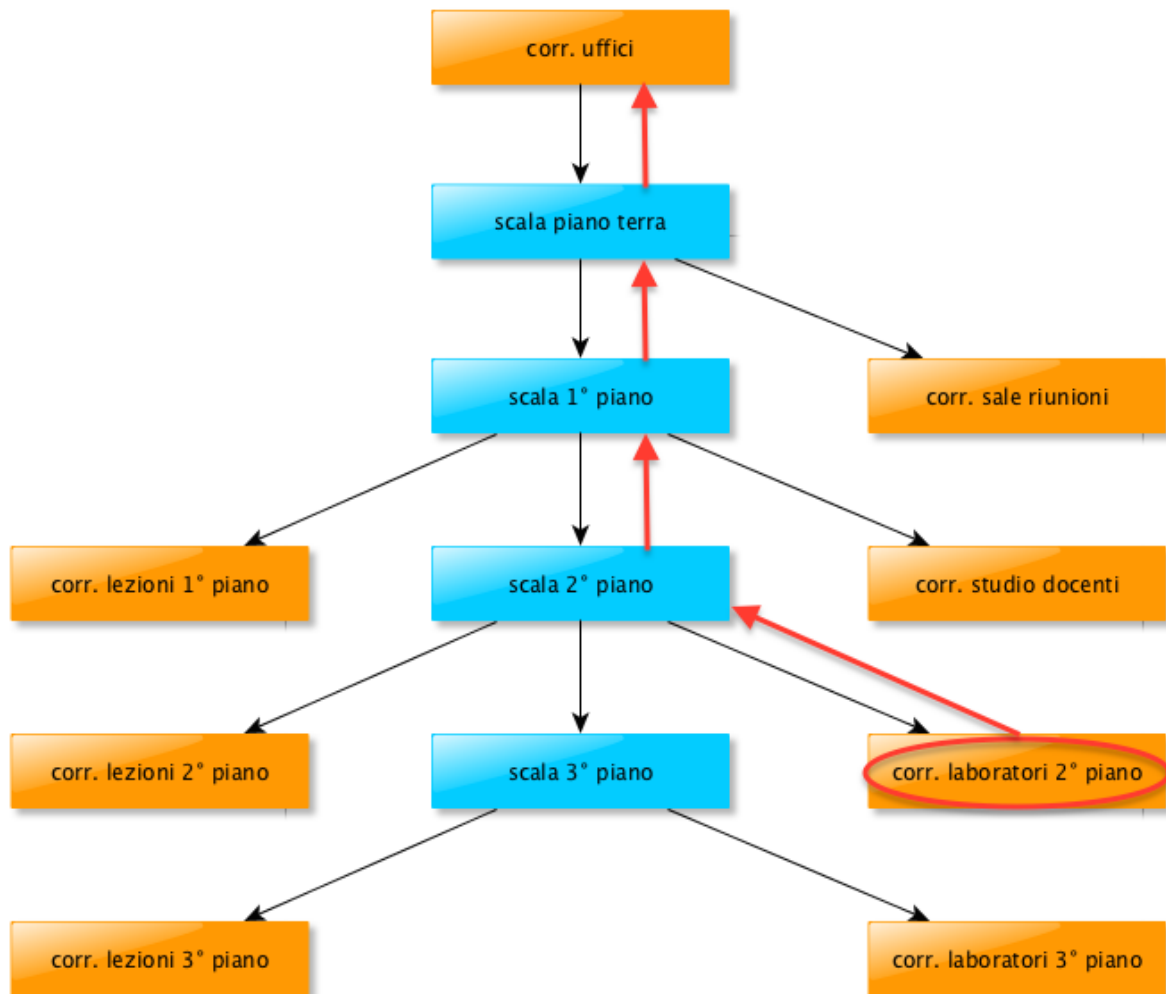 corr. uffici
scala piano terra
scala 1° piano
corr. sale riunioni
corr. lezioni 1° piano
scala 2° piano
corr. studio docenti
corr. lezioni 2° piano
scala 3° piano
corr. laboratori 2° piano
corr. lezioni 3° piano
corr. laboratori 3° piano